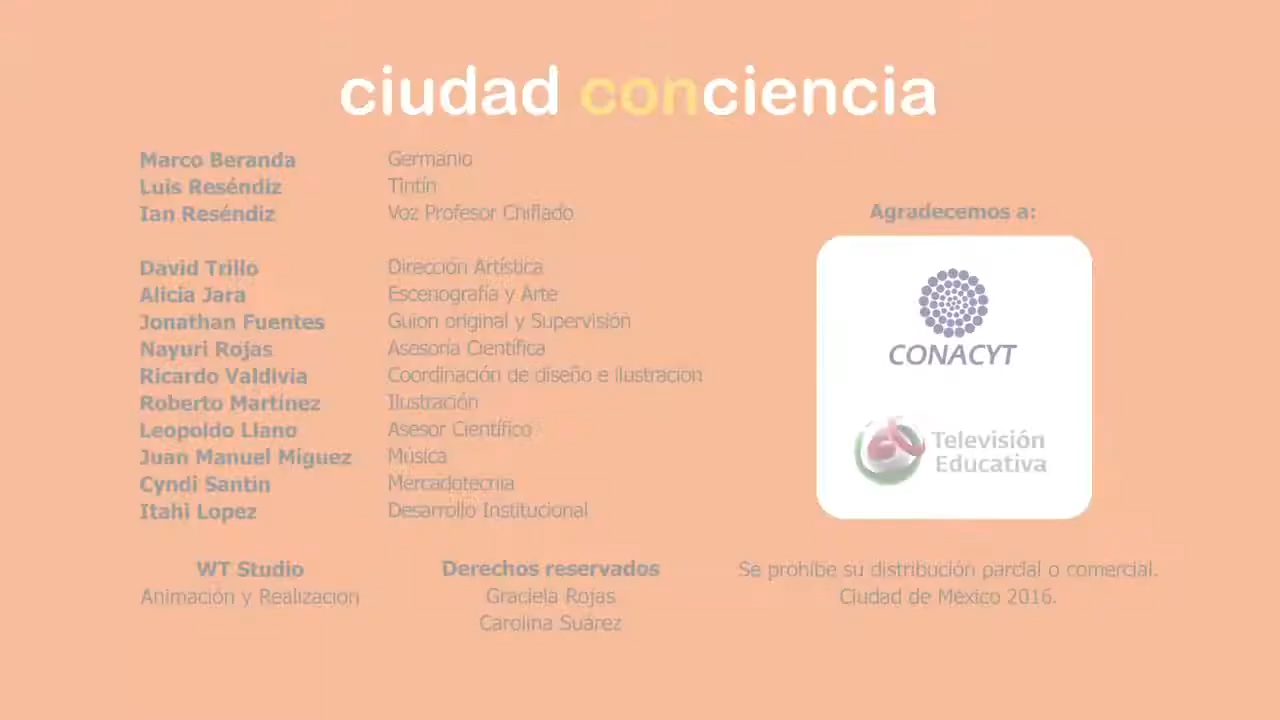 ciudad conciencia
Marco Beranda Germanio
Luis Reséndiz Tintín
Ian Reséndiz Voz Profesor Chiflado
David Trillo Dirección Artística
Alicia Jara Escenografía y Arte
Jonathan Fuentes Guion original y Supervisión
Nayuri Rojas Asesoría Científica
Ricardo Valdivia Coordinación de diseño e ilustracion
Roberto Martínez Ilustración
Leopoldo Llano Asesor Científico
Juan Manuel Míguez Música
Cyndi Santin Mercadotecnia
Itahi Lopez Desarrollo Institucional
Agradecemos a:
CONACYT
Televisión
Educativa
WT Studio
Animación y Realizacion
Derechos reservados
Graciela Rojas
Carolina Suárez
Se prohíbe su distribución parcial o comercial.
Ciudad de México 2016.